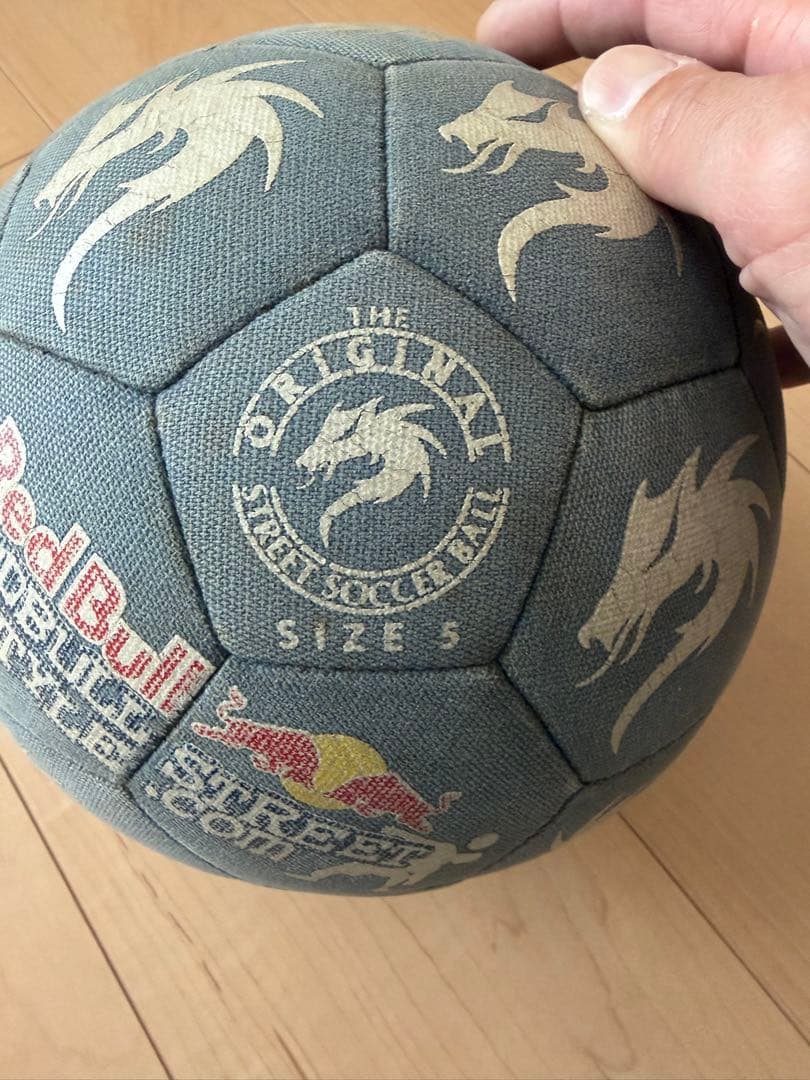 THE
ORIGINAL
STREET SOCCER BALL
SIZE 5
Red Bull
STREET
.com